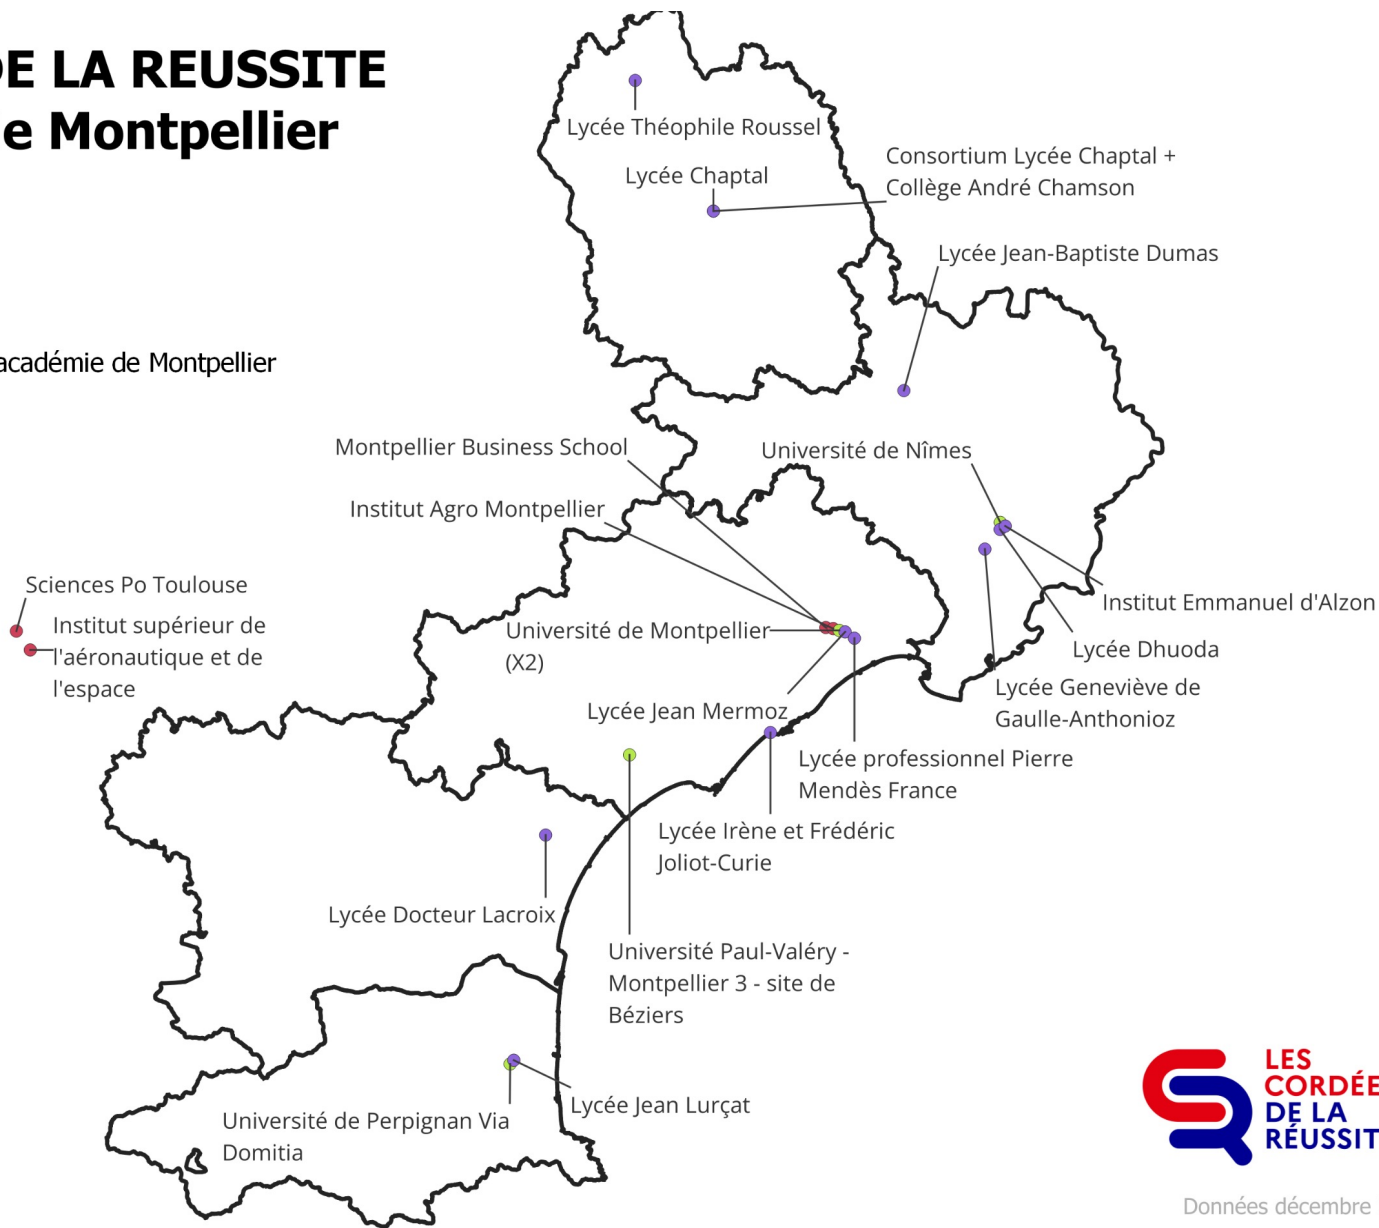 DE LA REUSSITE
e Montpellier
Lycée Théophile Roussel
Consortium Lycée Chaptal +
Collège André Chamson
Lycée Chaptal
Lycée Jean-Baptiste Dumas
académie de Montpellier
Montpellier Business School
Université de Nîmes
Institut Agro Montpellier
Sciences Po Toulouse
Institut supérieur de
l'aéronautique et de
l'espace
Université de Montpellier
(X2)
Institut Emmanuel d'Alzon
Lycée Dhuoda
Lycée Geneviève de
Gaulle-Anthonioz
Lycée Jean Mermoz
Lycée professionnel Pierre
Mendès France
Lycée Irène et Frédéric
Joliot-Curie
Lycée Docteur Lacroix
Université Paul-Valéry -
Montpellier 3 - site de
Béziers
Lycée Jean Lurçat
Université de Perpignan Via
Domitia
LES
CORDÉE
DE LA
RÉUSSIT
Données décembre